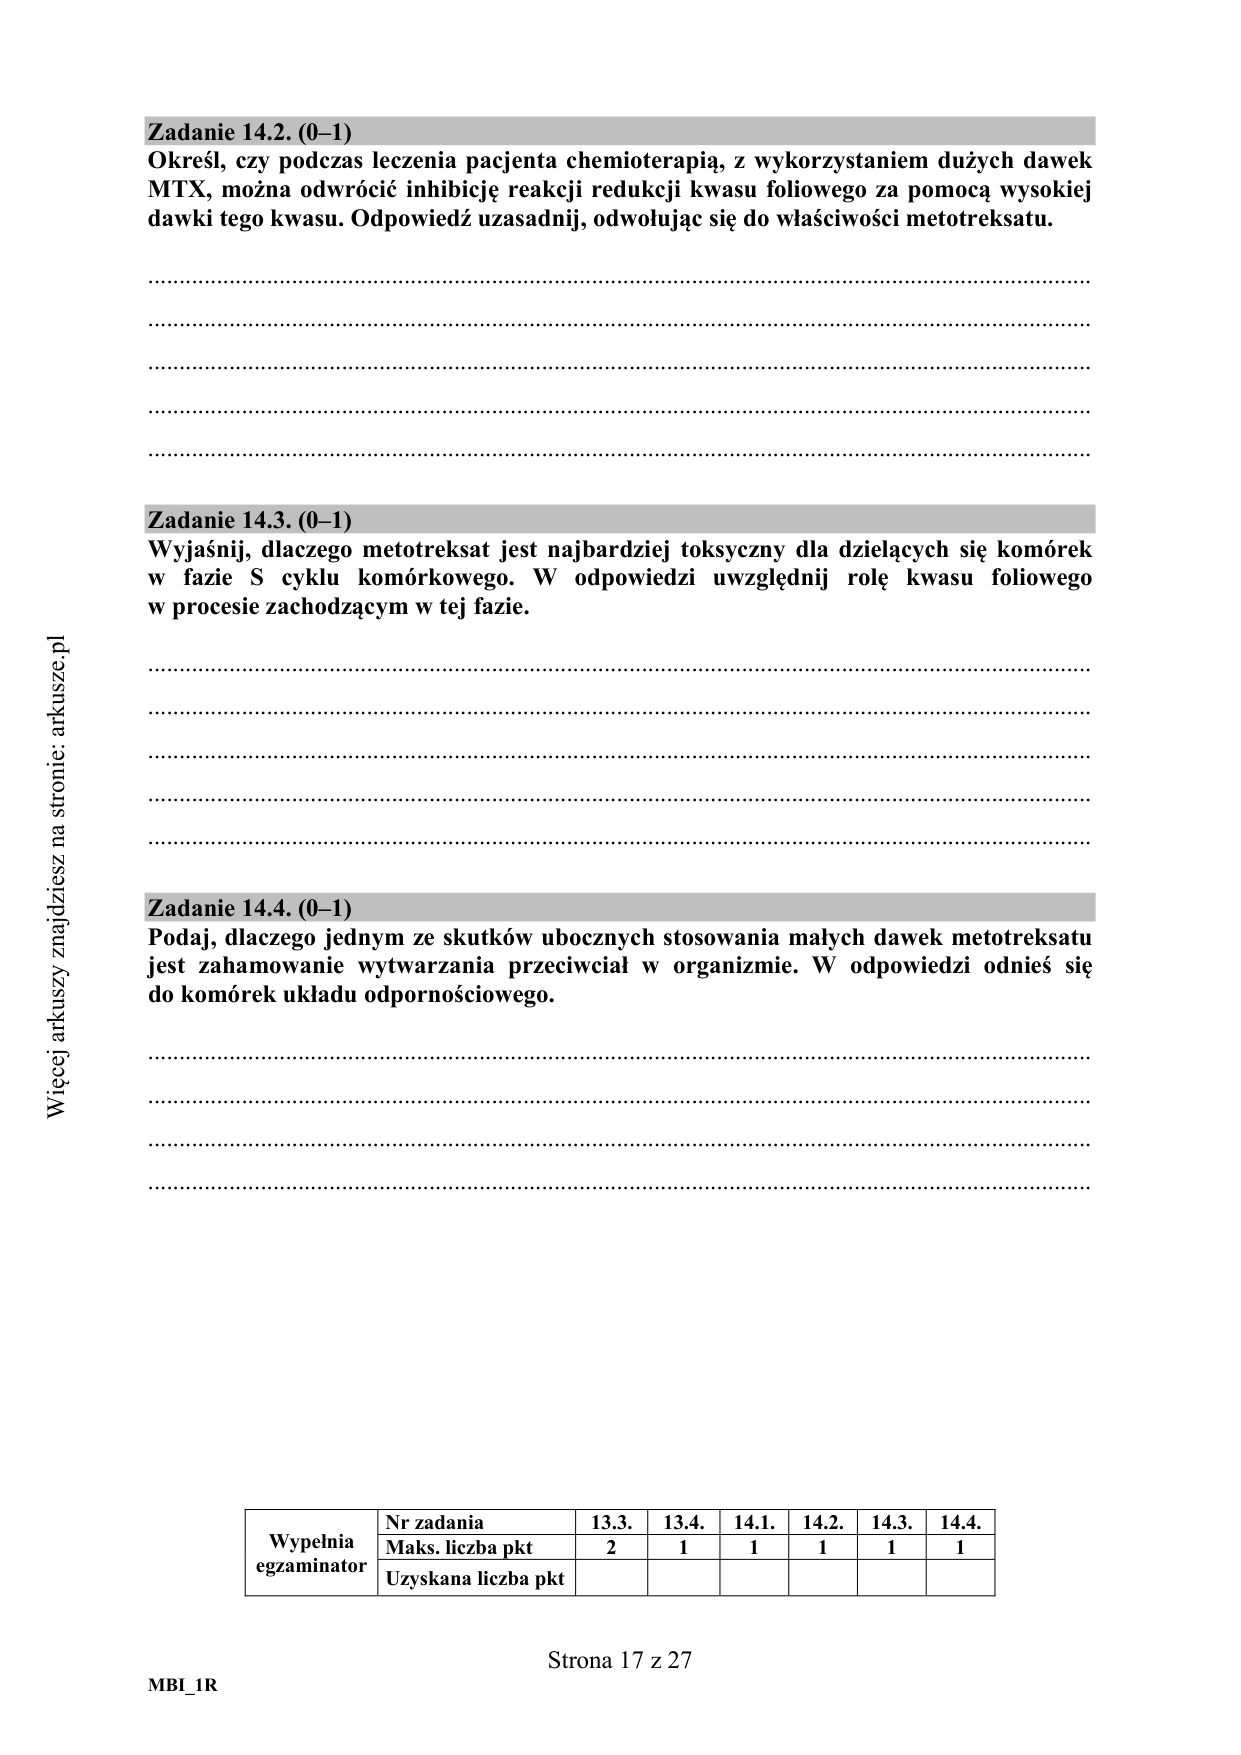 Zadanie 14.2. (0–1)
Określ, czy podczas leczenia pacjenta chemioterapią, z wykorzystaniem dużych dawek
MTX, można odwrócić inhibicję reakcji redukcji kwasu foliowego za pomocą wysokiej
dawki tego kwasu. Odpowiedź uzasadnij, odwołując się do właściwości metotreksatu.
Zadanie 14.3. (0–1)
Wyjaśnij, dlaczego metotreksat jest najbardziej toksyczny dla dzielących się komórek
w fazie S cyklu komórkowego. W odpowiedzi uwzględnij rolę kwasu foliowego
w procesie zachodzącym w tej fazie.
Zadanie 14.4. (0–1)
Podaj, dlaczego jednym ze skutków ubocznych stosowania małych dawek metotreksatu
jest zahamowanie wytwarzania przeciwciał w organizmie. W odpowiedzi odnieś się
do komórek układu odpornościowego.
Więcej arkuszy znajdziesz na stronie: arkusze.pl
Wypełnia egzaminator
Nr zadania 13.3. 13.4. 14.1. 14.2. 14.3. 14.4.
Maks. liczba pkt 2 1 1 1 1 1
Uzyskana liczba pkt
Strona 17 z 27
MBI_1R